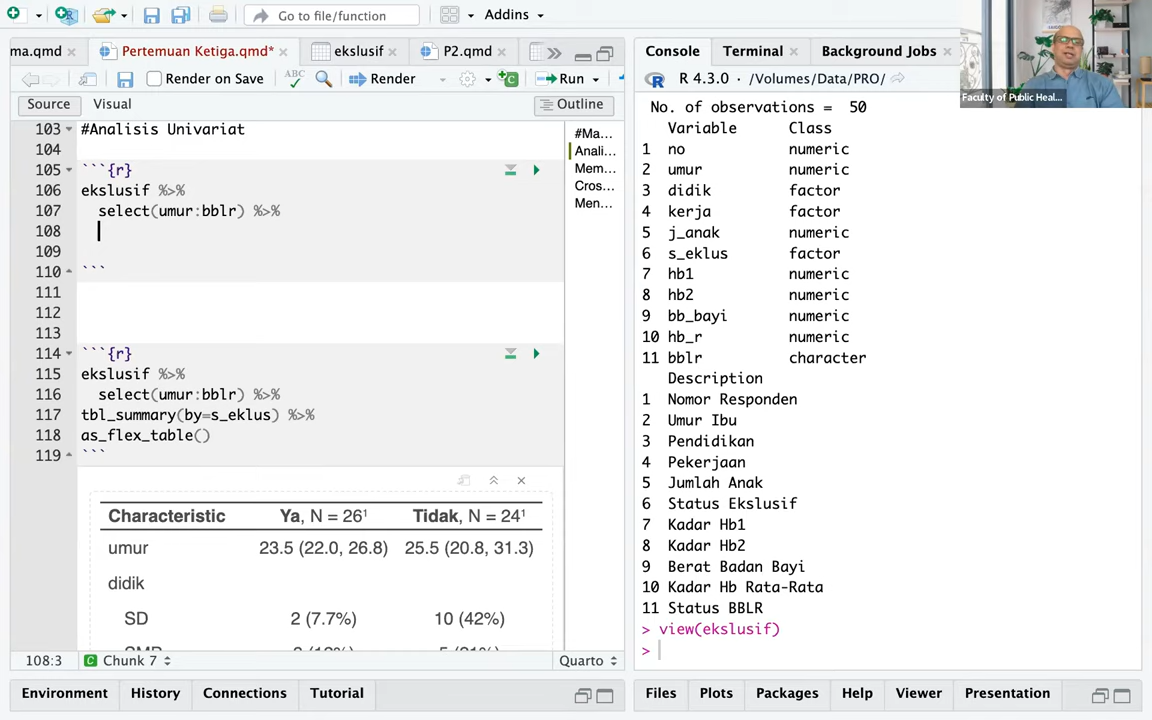 Go to file/function
Addins
ma.qmd
Pertemuan Ketiga.qmd*
ekslusif
P2.qmd
Render on Save
ABC
Render
Run
Source
Visual
Outline
103 #Analisis Univariat
104
105 ```{r}
106 ekslusif %>%
107 select(umur:bblr) %>%
108
109
110 ```
111
112
113
114 ```{r}
115 ekslusif %>%
116 select(umur:bblr) %>%
117 tbl_summary(by=s_eklus) %>%
118 as_flex_table()
119 ```
Characteristic Ya, N = 26¹ Tidak, N = 24¹
umur 23.5 (22.0, 26.8) 25.5 (20.8, 31.3)
didik
SD 2 (7.7%) 10 (42%)
#Ma...
Anali...
Mem...
Cros...
Men...
108:3
C Chunk 7
Quarto
Environment
History
Connections
Tutorial
Console
Terminal
Background Jobs
R 4.3.0 · /Volumes/Data/PRO/
Faculty of Public Heal...
No. of observations = 50
Variable Class
1 no numeric
2 umur numeric
3 didik factor
4 kerja factor
5 j_anak numeric
6 s_eklus factor
7 hb1 numeric
8 hb2 numeric
9 bb_bayi numeric
10 hb_r numeric
11 bblr character
Description
1 Nomor Responden
2 Umur Ibu
3 Pendidikan
4 Pekerjaan
5 Jumlah Anak
6 Status Ekslusif
7 Kadar Hb1
8 Kadar Hb2
9 Berat Badan Bayi
10 Kadar Hb Rata-Rata
11 Status BBLR
> view(ekslusif)
>
Files
Plots
Packages
Help
Viewer
Presentation